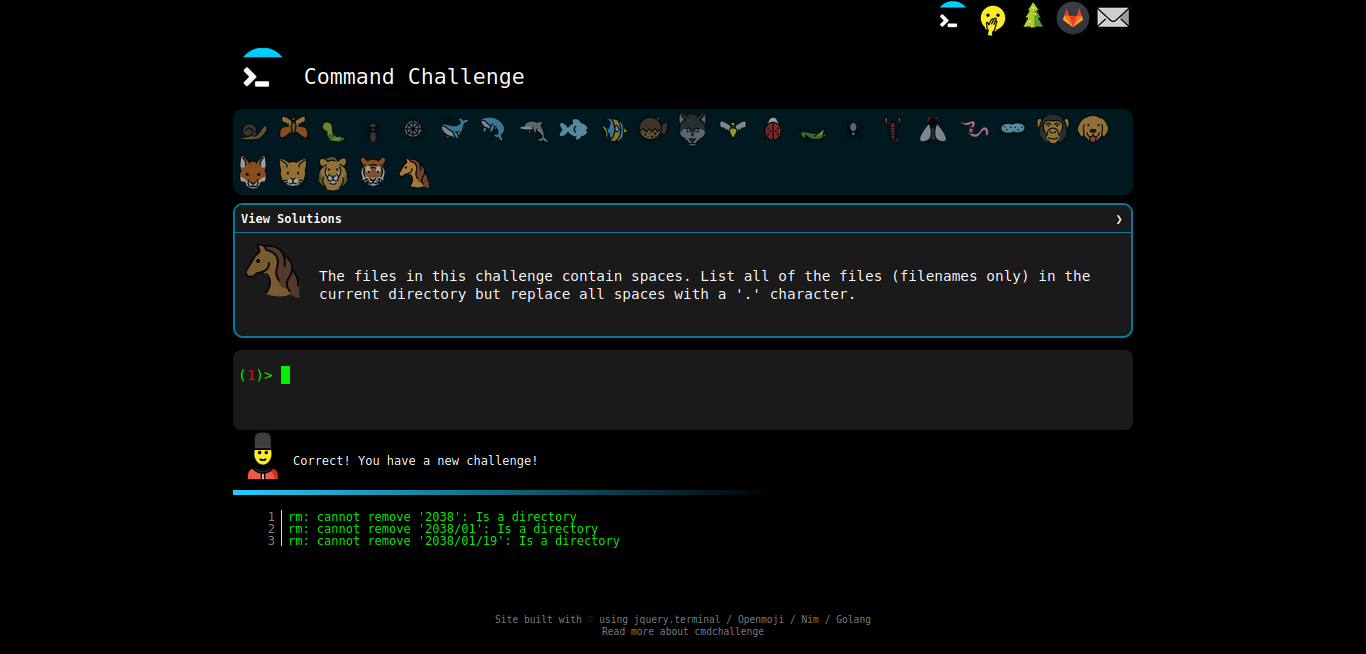 Command Challenge
View Solutions ❯
The files in this challenge contain spaces. List all of the files (filenames only) in the
current directory but replace all spaces with a '.' character.
(1)>
Correct! You have a new challenge!
1 rm: cannot remove '2038': Is a directory
2 rm: cannot remove '2038/01': Is a directory
3 rm: cannot remove '2038/01/19': Is a directory
Site built with ♡ using jquery.terminal / Openmoji / Nim / Golang
Read more about cmdchallenge